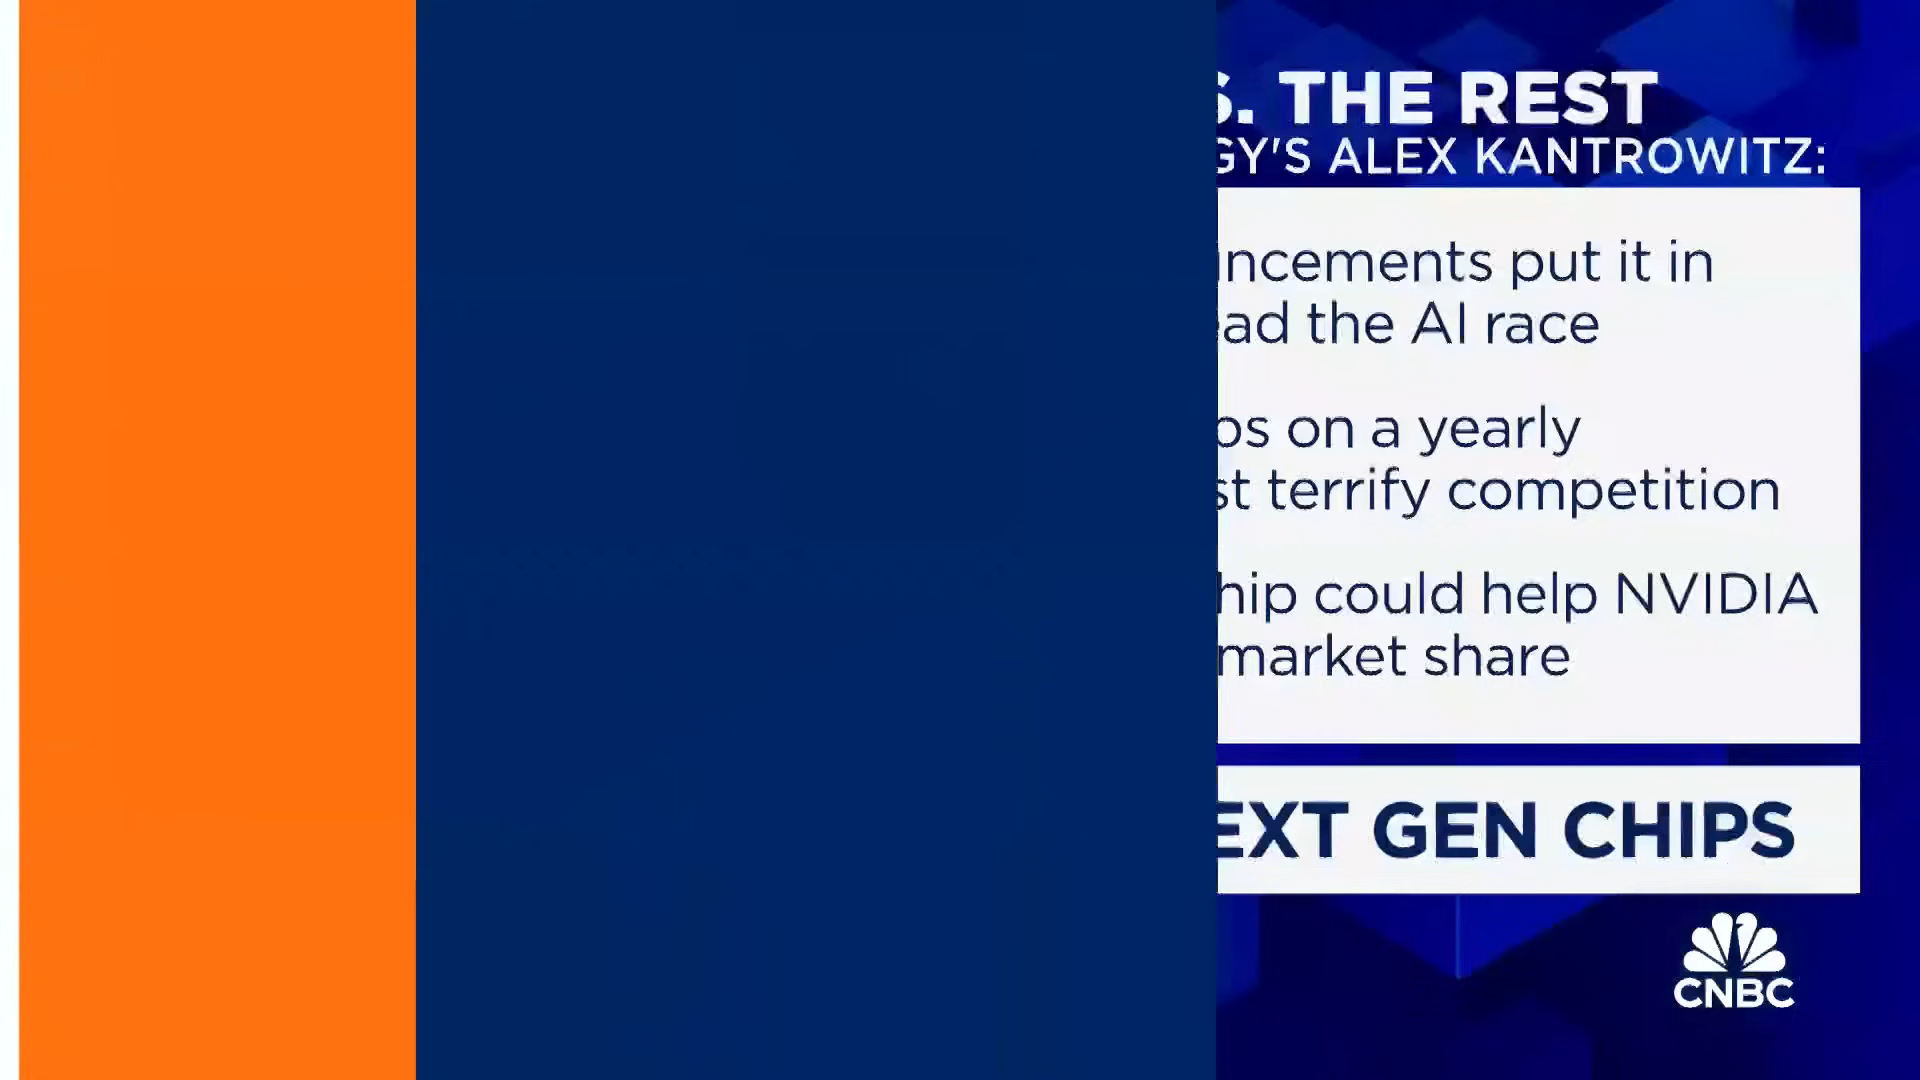 . THE REST
GY'S ALEX KANTROWITZ:
ncements put it in
ad the AI race
os on a yearly
st terrify competition
hip could help NVIDIA
market share
EXT GEN CHIPS
CNBC